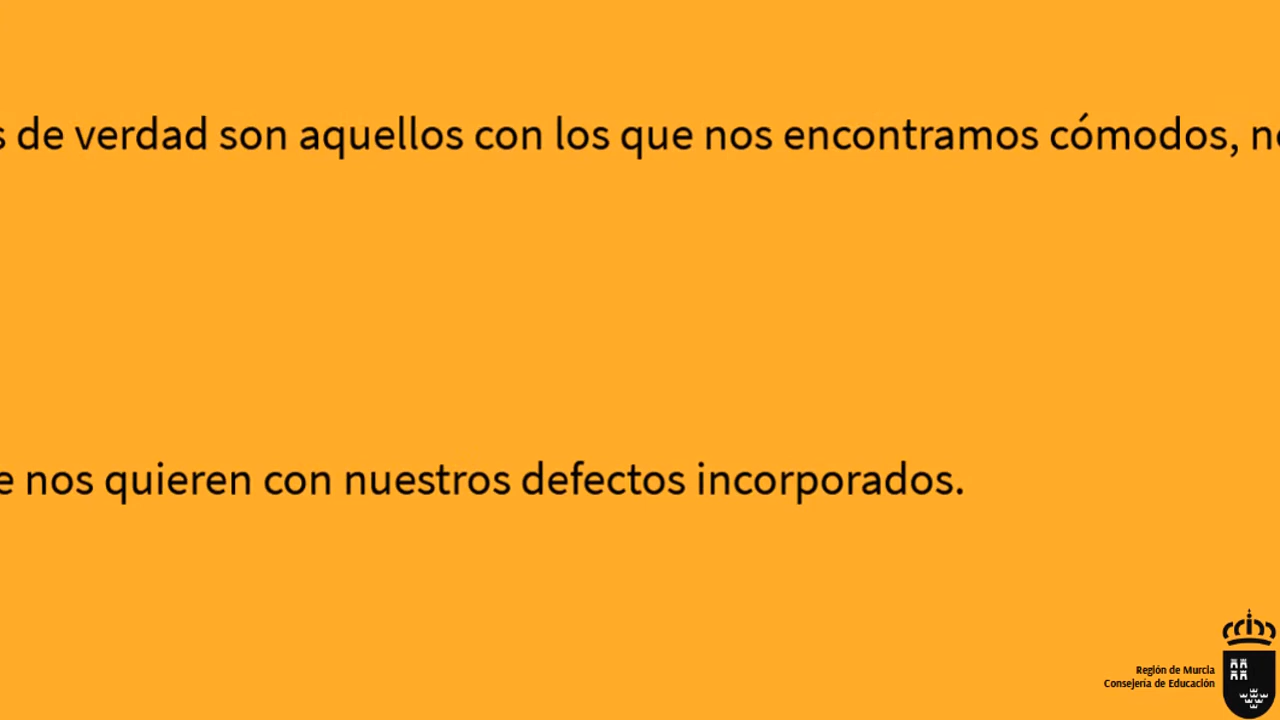 de verdad son aquellos con los que nos encontramos cómodos,
nos quieren con nuestros defectos incorporados.
Región de Murcia
Consejería de Educación